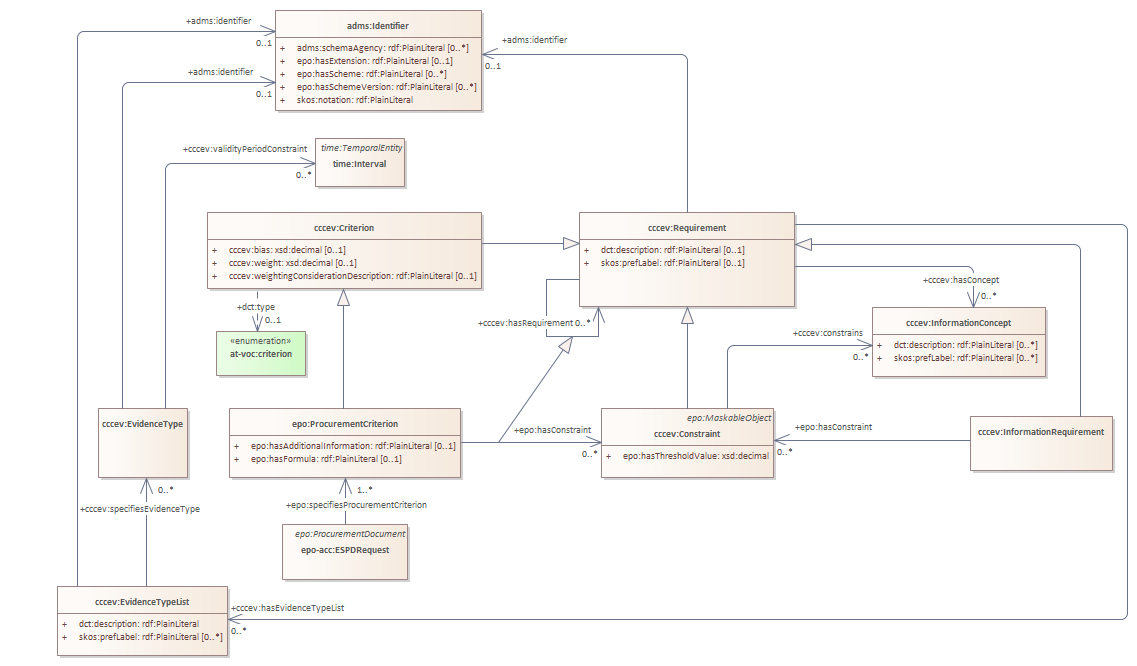 +adms:identifier
0..1
adms:Identifier
+ adms:schemaAgency: rdf:PlainLiteral [0..*]
+ epo:hasExtension: rdf:PlainLiteral [0..1]
+ epo:hasScheme: rdf:PlainLiteral [0..*]
+ epo:hasSchemeVersion: rdf:PlainLiteral [0..*]
+ skos:notation: rdf:PlainLiteral
+adms:identifier
0..1
+adms:identifier
0..1
+cccev:validityPeriodConstraint
0..*
time:TemporalEntity
time:Interval
cccev:Criterion
+ cccev:bias: xsd:decimal [0..1]
+ cccev:weight: xsd:decimal [0..1]
+ cccev:weightingConsiderationDescription: rdf:PlainLiteral [0..1]
cccev:Requirement
+ dct:description: rdf:PlainLiteral [0..1]
+ skos:prefLabel: rdf:PlainLiteral [0..1]
+cccev:hasConcept
0..*
+dct:type
0..1
+cccev:hasRequirement 0..*
cccev:InformationConcept
+ dct:description: rdf:PlainLiteral [0..*]
+ skos:prefLabel: rdf:PlainLiteral [0..*]
+cccev:constrains
0..*
«enumeration»
at-voc:criterion
cccev:EvidenceType
epo:ProcurementCriterion
+ epo:hasAdditionalInformation: rdf:PlainLiteral [0..1]
+ epo:hasFormula: rdf:PlainLiteral [0..1]
+epo:hasConstraint
0..*
epo:MaskableObject
cccev:Constraint
+ epo:hasThresholdValue: xsd:decimal
+epo:hasConstraint
0..*
cccev:InformationRequirement
0..*
+cccev:specifiesEvidenceType
1..*
+epo:specifiesProcurementCriterion
epo:ProcurementDocument
epo-acc:ESPDRequest
cccev:EvidenceTypeList
+ dct:description: rdf:PlainLiteral
+ skos:prefLabel: rdf:PlainLiteral [0..*]
+cccev:hasEvidenceTypeList
0..*